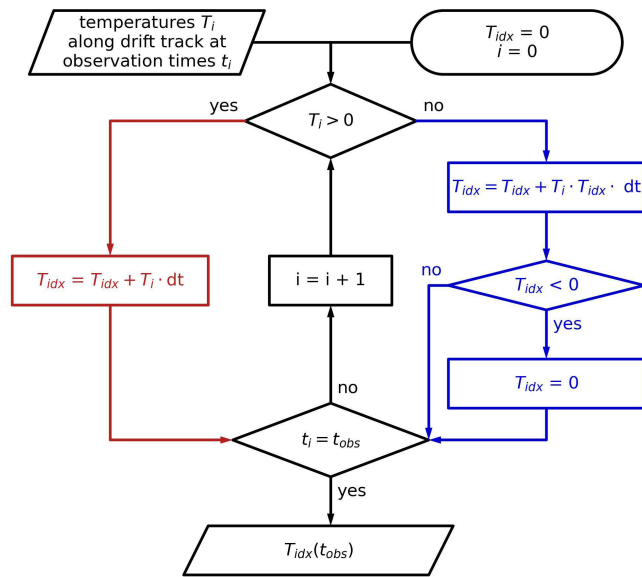 temperatures T_i
along drift track at
observation times t_i
T_idx = 0
i = 0
yes
T_i > 0
no
T_idx = T_idx + T_i · T_idx · dt
T_idx = T_idx + T_i · dt
i = i + 1
no
T_idx < 0
yes
T_idx = 0
no
t_i = t_obs
yes
T_idx(t_obs)